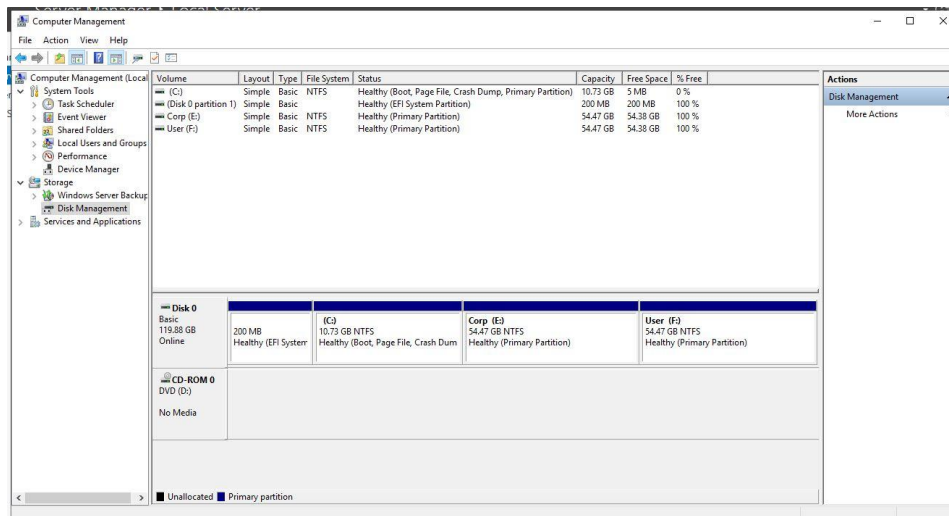 Server Manager • Local Server
Computer Management
File Action View Help
Computer Management (Local
System Tools
Task Scheduler
Event Viewer
Shared Folders
Local Users and Groups
Performance
Device Manager
Storage
Windows Server Backup
Disk Management
Services and Applications
Volume Layout Type File System Status Capacity Free Space % Free
(C:) Simple Basic NTFS Healthy (Boot, Page File, Crash Dump, Primary Partition) 10.73 GB 5 MB 0 %
(Disk 0 partition 1) Simple Basic Healthy (EFI System Partition) 200 MB 200 MB 100 %
Corp (E:) Simple Basic NTFS Healthy (Primary Partition) 54.47 GB 54.38 GB 100 %
User (F:) Simple Basic NTFS Healthy (Primary Partition) 54.47 GB 54.38 GB 100 %
Actions
Disk Management
More Actions
Disk 0
Basic
119.88 GB
Online
200 MB
Healthy (EFI System
(C:)
10.73 GB NTFS
Healthy (Boot, Page File, Crash Dum
Corp (E:)
54.47 GB NTFS
Healthy (Primary Partition)
User (F:)
54.47 GB NTFS
Healthy (Primary Partition)
CD-ROM 0
DVD (D:)
No Media
Unallocated Primary partition